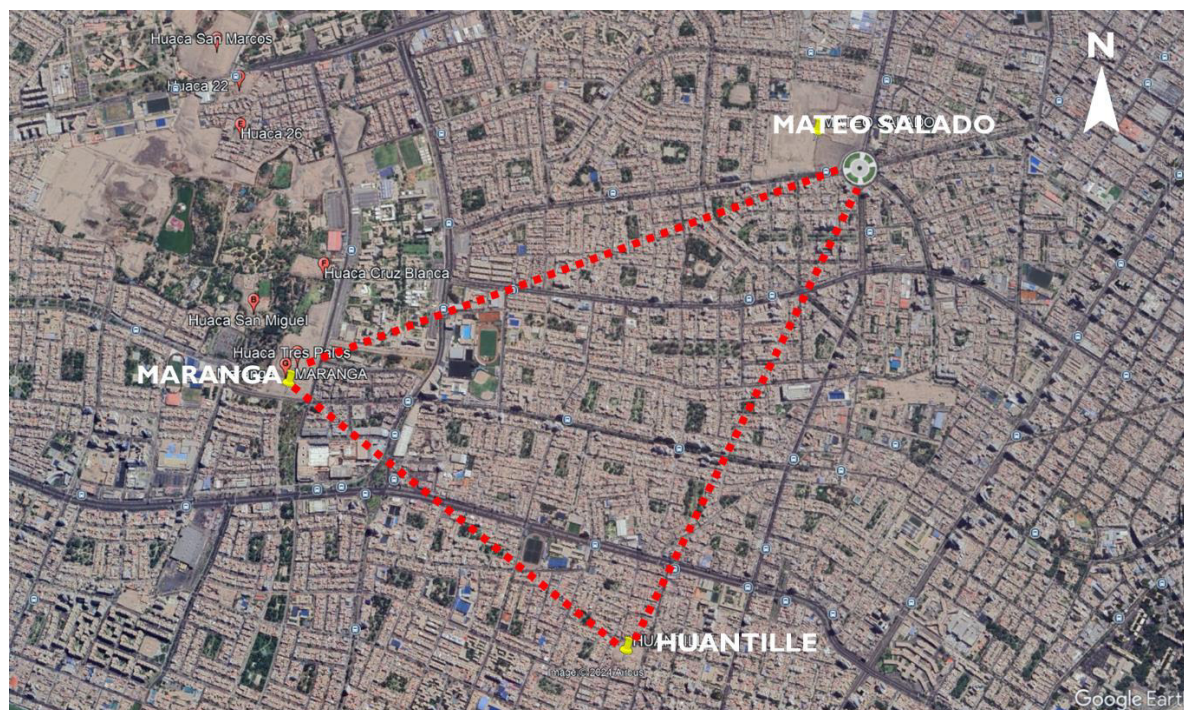 Huaca San Marcos
N
Huaca 22
MATEO SALADO
Huaca 26
Huaca Cruz Blanca
Huaca San Miguel
Huaca Tres Palos
MARANGA
MARANGA
HUANTILLE
Google Eart